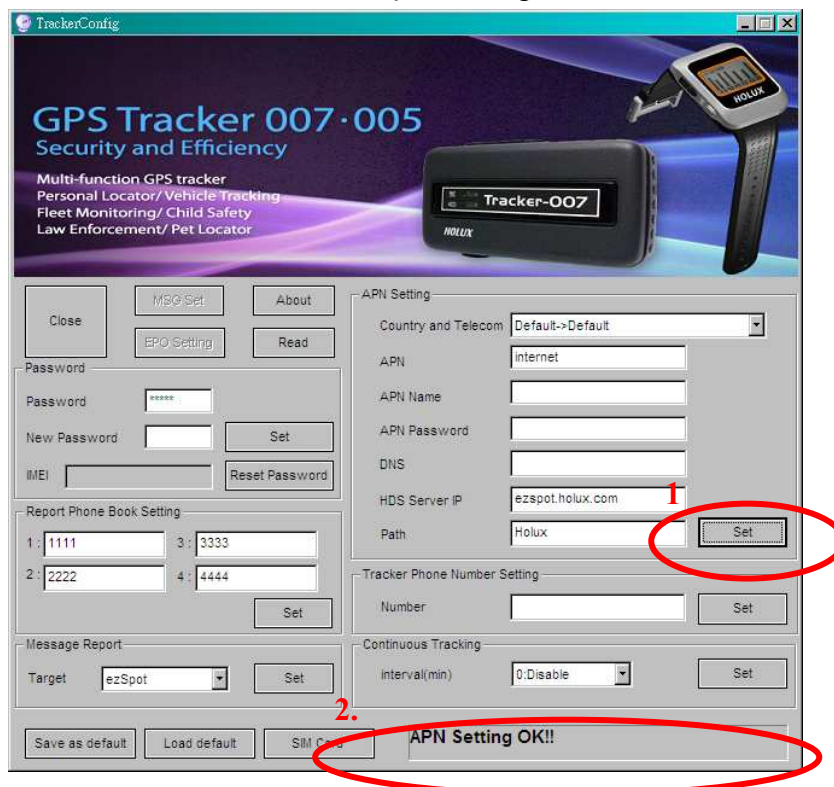 TrackerConfig
GPS Tracker 007·005
Security and Efficiency
Multi-function GPS tracker
Personal Locator/ Vehicle Tracking
Fleet Monitoring/ Child Safety
Law Enforcement/ Pet Locator
HOLUX
Tracker-007
HOLUX
Close
MSG Set
About
EPO Setting
Read
Password
Password
*****
New Password
Set
IMEI
Reset Password
Report Phone Book Setting
1 : 1111
3 : 3333
2 : 2222
4 : 4444
Set
Message Report
Target
ezSpot
Set
APN Setting
Country and Telecom
Default->Default
APN
internet
APN Name
APN Password
DNS
HDS Server IP
ezspot.holux.com
1
Path
Holux
Set
Tracker Phone Number Setting
Number
Set
Continuous Tracking
interval(min)
0:Disable
Set
2.
Save as default
Load default
SIM Card
APN Setting OK!!